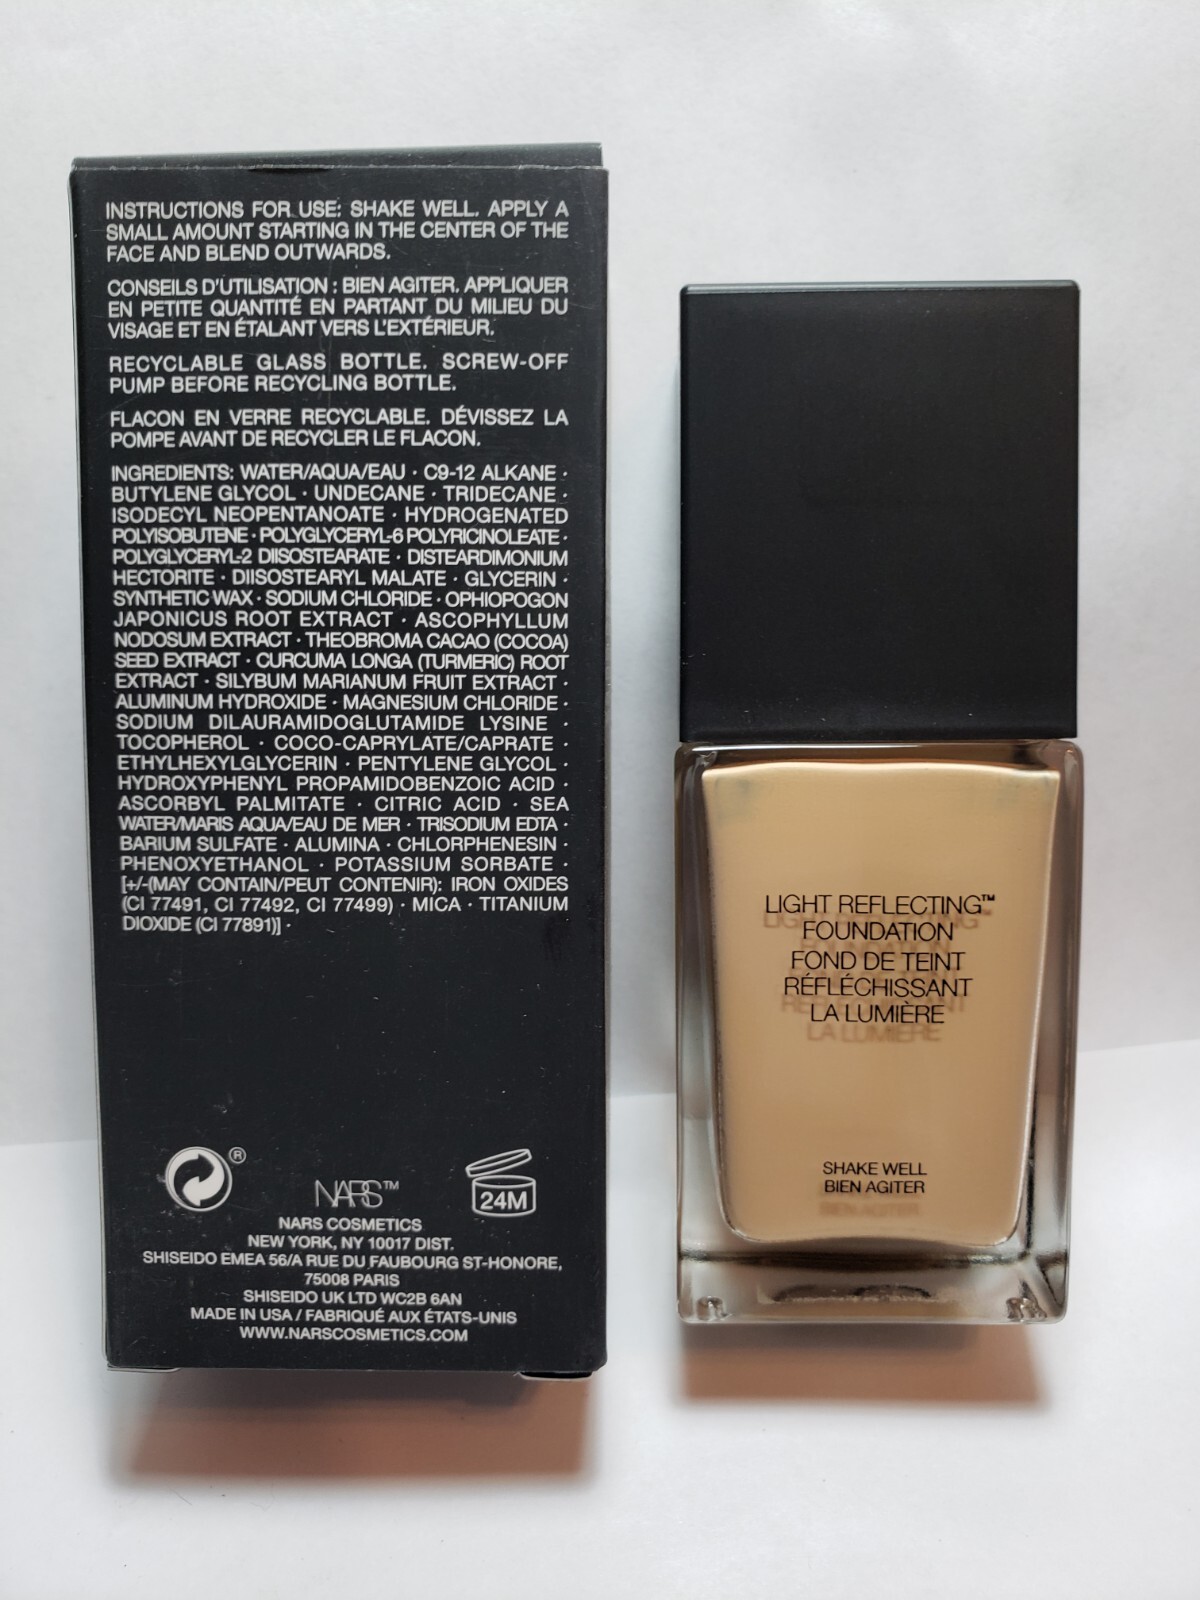 INSTRUCTIONS FOR USE: SHAKE WELL. APPLY A
SMALL AMOUNT STARTING IN THE CENTER OF THE
FACE AND BLEND OUTWARDS.
CONSEILS D'UTILISATION : BIEN AGITER. APPLIQUER
EN PETITE QUANTITÉ EN PARTANT DU MILIEU DU
VISAGE ET EN ÉTALANT VERS L'EXTÉRIEUR.
RECYCLABLE GLASS BOTTLE. SCREW-OFF
PUMP BEFORE RECYCLING BOTTLE.
FLACON EN VERRE RECYCLABLE. DÉVISSEZ LA
POMPE AVANT DE RECYCLER LE FLACON.
INGREDIENTS: WATER/AQUA/EAU · C9-12 ALKANE ·
BUTYLENE GLYCOL · UNDECANE · TRIDECANE ·
ISODECYL NEOPENTANOATE · HYDROGENATED
POLYISOBUTENE · POLYGLYCERYL-6 POLYRICINOLEATE ·
POLYGLYCERYL-2 DIISOSTEARATE · DISTEARDIMONIUM
HECTORITE · DIISOSTEARYL MALATE · GLYCERIN ·
SYNTHETIC WAX · SODIUM CHLORIDE · OPHIOPOGON
JAPONICUS ROOT EXTRACT · ASCOPHYLLUM
NODOSUM EXTRACT · THEOBROMA CACAO (COCOA)
SEED EXTRACT · CURCUMA LONGA (TURMERIC) ROOT
EXTRACT · SILYBUM MARIANUM FRUIT EXTRACT ·
ALUMINUM HYDROXIDE · MAGNESIUM CHLORIDE ·
SODIUM DILAURAMIDOGLUTAMIDE LYSINE ·
TOCOPHEROL · COCO-CAPRYLATE/CAPRATE ·
ETHYLHEXYLGLYCERIN · PENTYLENE GLYCOL ·
HYDROXYPHENYL PROPAMIDOBENZOIC ACID ·
ASCORBYL PALMITATE · CITRIC ACID · SEA
WATER/MARIS AQUA/EAU DE MER · TRISODIUM EDTA ·
BARIUM SULFATE · ALUMINA · CHLORPHENESIN ·
PHENOXYETHANOL · POTASSIUM SORBATE ·
[+/-(MAY CONTAIN/PEUT CONTENIR): IRON OXIDES
(CI 77491, CI 77492, CI 77499) · MICA · TITANIUM
DIOXIDE (CI 77891)] ·
®
NARS™
24M
NARS COSMETICS
NEW YORK, NY 10017 DIST.
SHISEIDO EMEA 56/A RUE DU FAUBOURG ST-HONORE,
75008 PARIS
SHISEIDO UK LTD WC2B 6AN
MADE IN USA / FABRIQUÉ AUX ÉTATS-UNIS
WWW.NARSCOSMETICS.COM
LIGHT REFLECTING™
FOUNDATION
FOND DE TEINT
RÉFLÉCHISSANT
LA LUMIÈRE
SHAKE WELL
BIEN AGITER